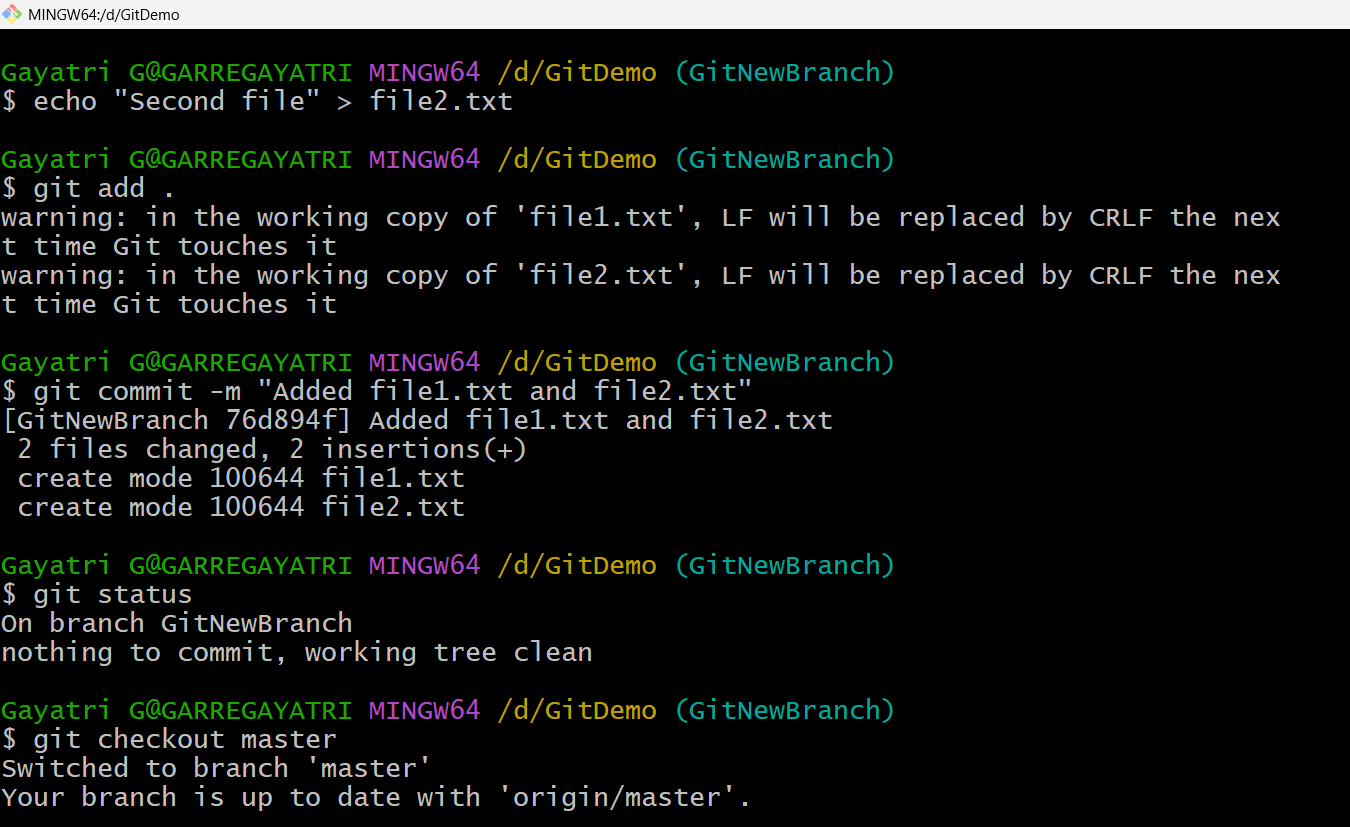 MINGW64:/d/GitDemo
Gayatri G@GARREGAYATRI MINGW64 /d/GitDemo (GitNewBranch)
$ echo "Second file" > file2.txt
Gayatri G@GARREGAYATRI MINGW64 /d/GitDemo (GitNewBranch)
$ git add .
warning: in the working copy of 'file1.txt', LF will be replaced by CRLF the nex
t time Git touches it
warning: in the working copy of 'file2.txt', LF will be replaced by CRLF the nex
t time Git touches it
Gayatri G@GARREGAYATRI MINGW64 /d/GitDemo (GitNewBranch)
$ git commit -m "Added file1.txt and file2.txt"
[GitNewBranch 76d894f] Added file1.txt and file2.txt
 2 files changed, 2 insertions(+)
 create mode 100644 file1.txt
 create mode 100644 file2.txt
Gayatri G@GARREGAYATRI MINGW64 /d/GitDemo (GitNewBranch)
$ git status
On branch GitNewBranch
nothing to commit, working tree clean
Gayatri G@GARREGAYATRI MINGW64 /d/GitDemo (GitNewBranch)
$ git checkout master
Switched to branch 'master'
Your branch is up to date with 'origin/master'.